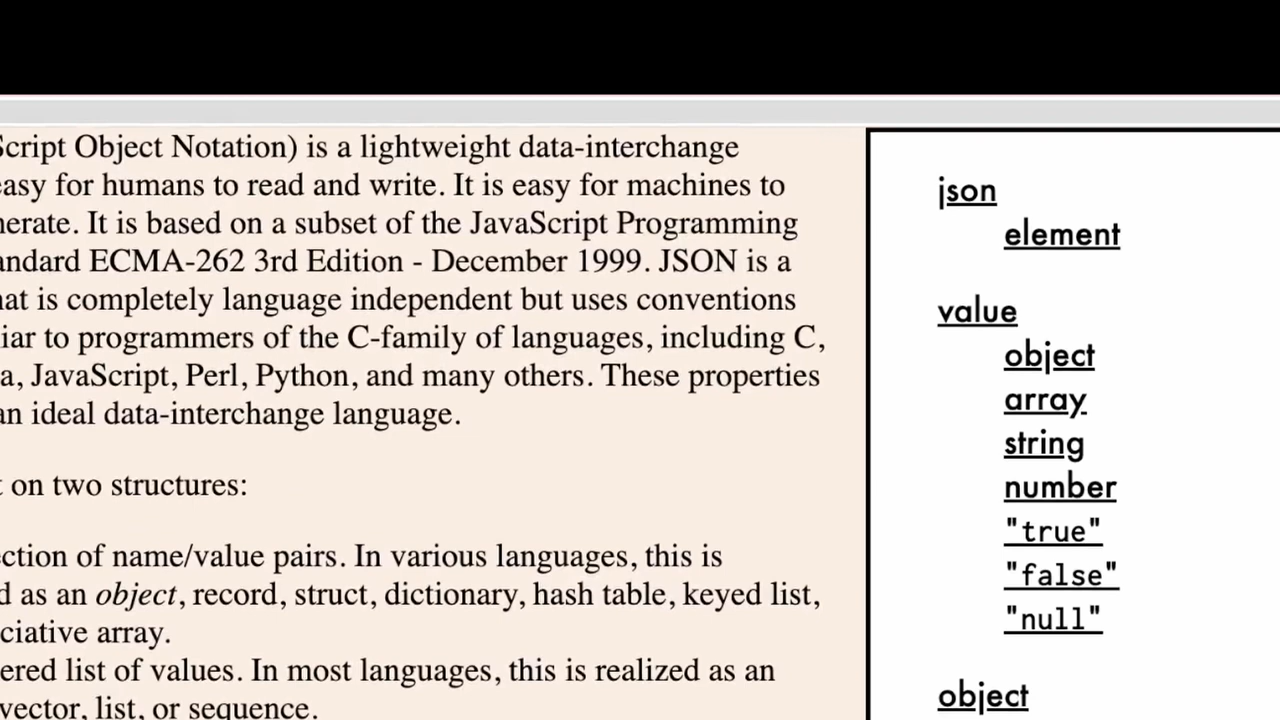 Script Object Notation) is a lightweight data-interchange
easy for humans to read and write. It is easy for machines to
nerate. It is based on a subset of the JavaScript Programming
andard ECMA-262 3rd Edition - December 1999. JSON is a
hat is completely language independent but uses conventions
iar to programmers of the C-family of languages, including C,
a, JavaScript, Perl, Python, and many others. These properties
an ideal data-interchange language.
t on two structures:
ection of name/value pairs. In various languages, this is
d as an object, record, struct, dictionary, hash table, keyed list,
ciative array.
ered list of values. In most languages, this is realized as an
vector, list, or sequence.
json
element
value
object
array
string
number
"true"
"false"
"null"
object